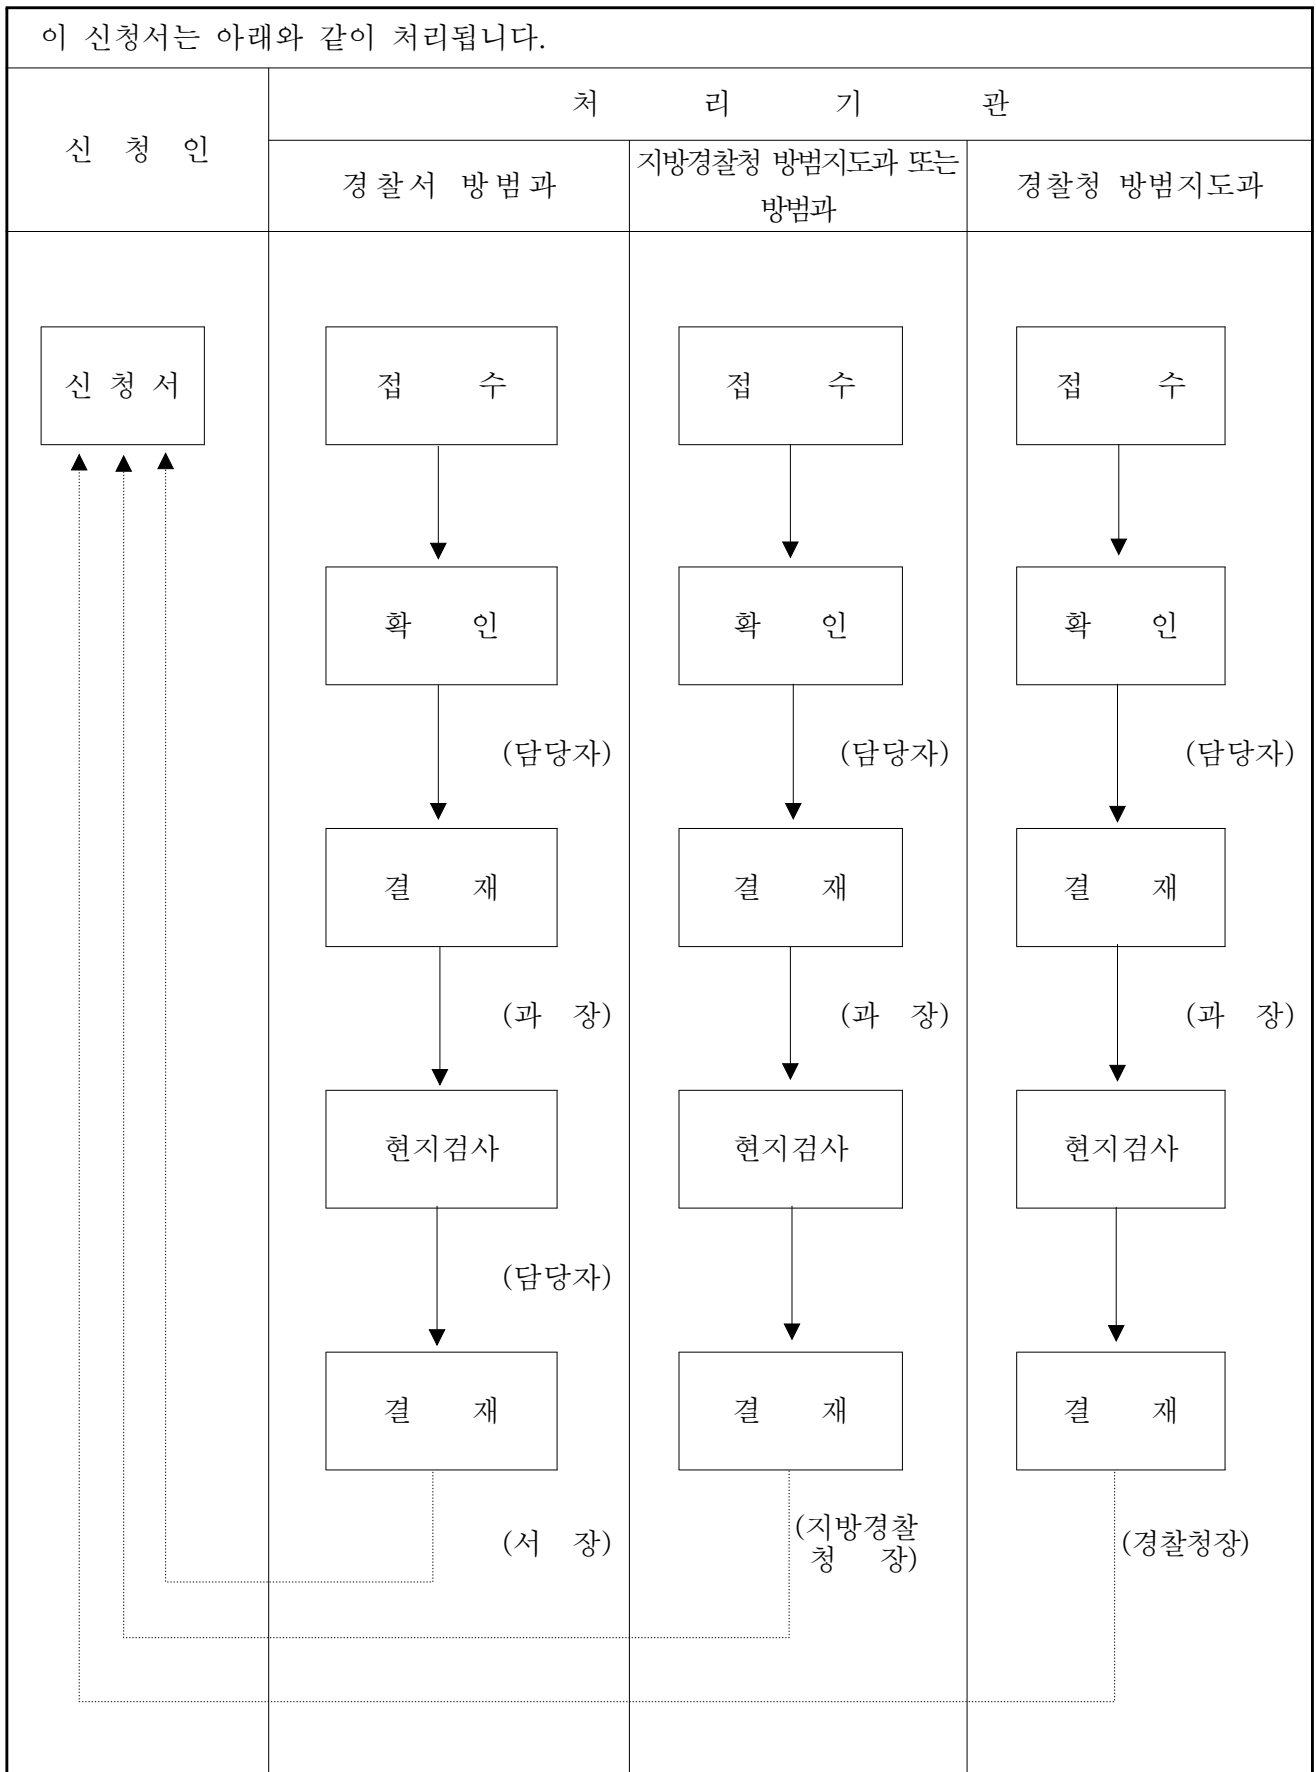 이 신청서는 아래와 같이 처리됩니다.
신 청 인
처 리 기 관
경찰서 방범과
지방경찰청 방범지도과 또는
방범과
경찰청 방범지도과
신 청 서
접 수
접 수
접 수
확 인
확 인
확 인
(담당자)
(담당자)
(담당자)
결 재
결 재
결 재
(과 장)
(과 장)
(과 장)
현지검사
현지검사
현지검사
(담당자)
결 재
결 재
결 재
(서 장)
(지방경찰
청 장)
(경찰청장)